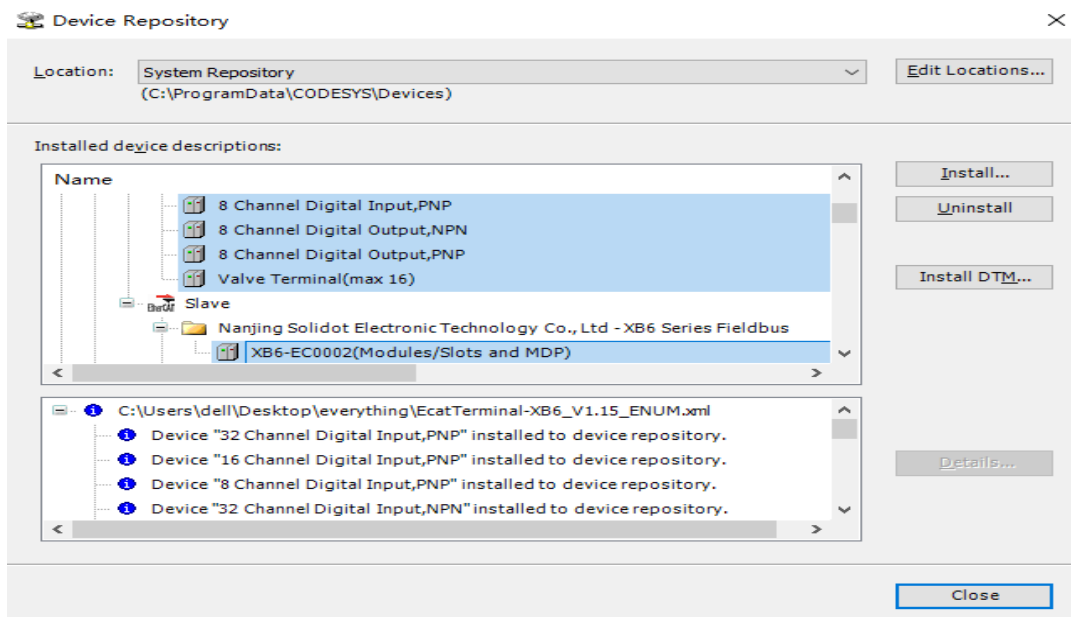 Device Repository
Location:
System Repository
Edit Locations...
(C:\ProgramData\CODESYS\Devices)
Installed device descriptions:
Name
Install...
8 Channel Digital Input,PNP
Uninstall
8 Channel Digital Output,NPN
8 Channel Digital Output,PNP
Valve Terminal(max 16)
Install DTM...
EtherCAT Slave
Nanjing Solidot Electronic Technology Co., Ltd - XB6 Series Fieldbus
XB6-EC0002(Modules/Slots and MDP)
C:\Users\dell\Desktop\everything\EcatTerminal-XB6_V1.15_ENUM.xml
Device "32 Channel Digital Input,PNP" installed to device repository.
Device "16 Channel Digital Input,PNP" installed to device repository.
Details...
Device "8 Channel Digital Input,PNP" installed to device repository.
Device "32 Channel Digital Input,NPN" installed to device repository.
Close